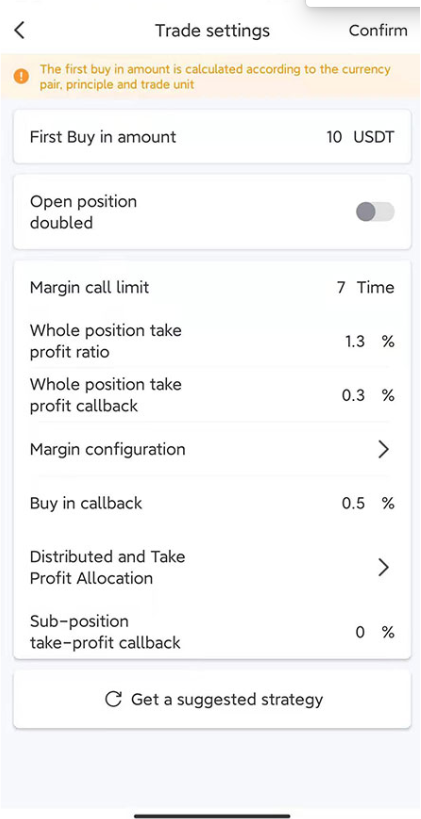 Trade settings
Confirm
The first buy in amount is calculated according to the currency
pair, principle and trade unit
First Buy in amount
10 USDT
Open position
doubled
Margin call limit
7 Time
Whole position take
profit ratio
1.3 %
Whole position take
profit callback
0.3 %
Margin configuration
Buy in callback
0.5 %
Distributed and Take
Profit Allocation
Sub-position
take-profit callback
0 %
Get a suggested strategy